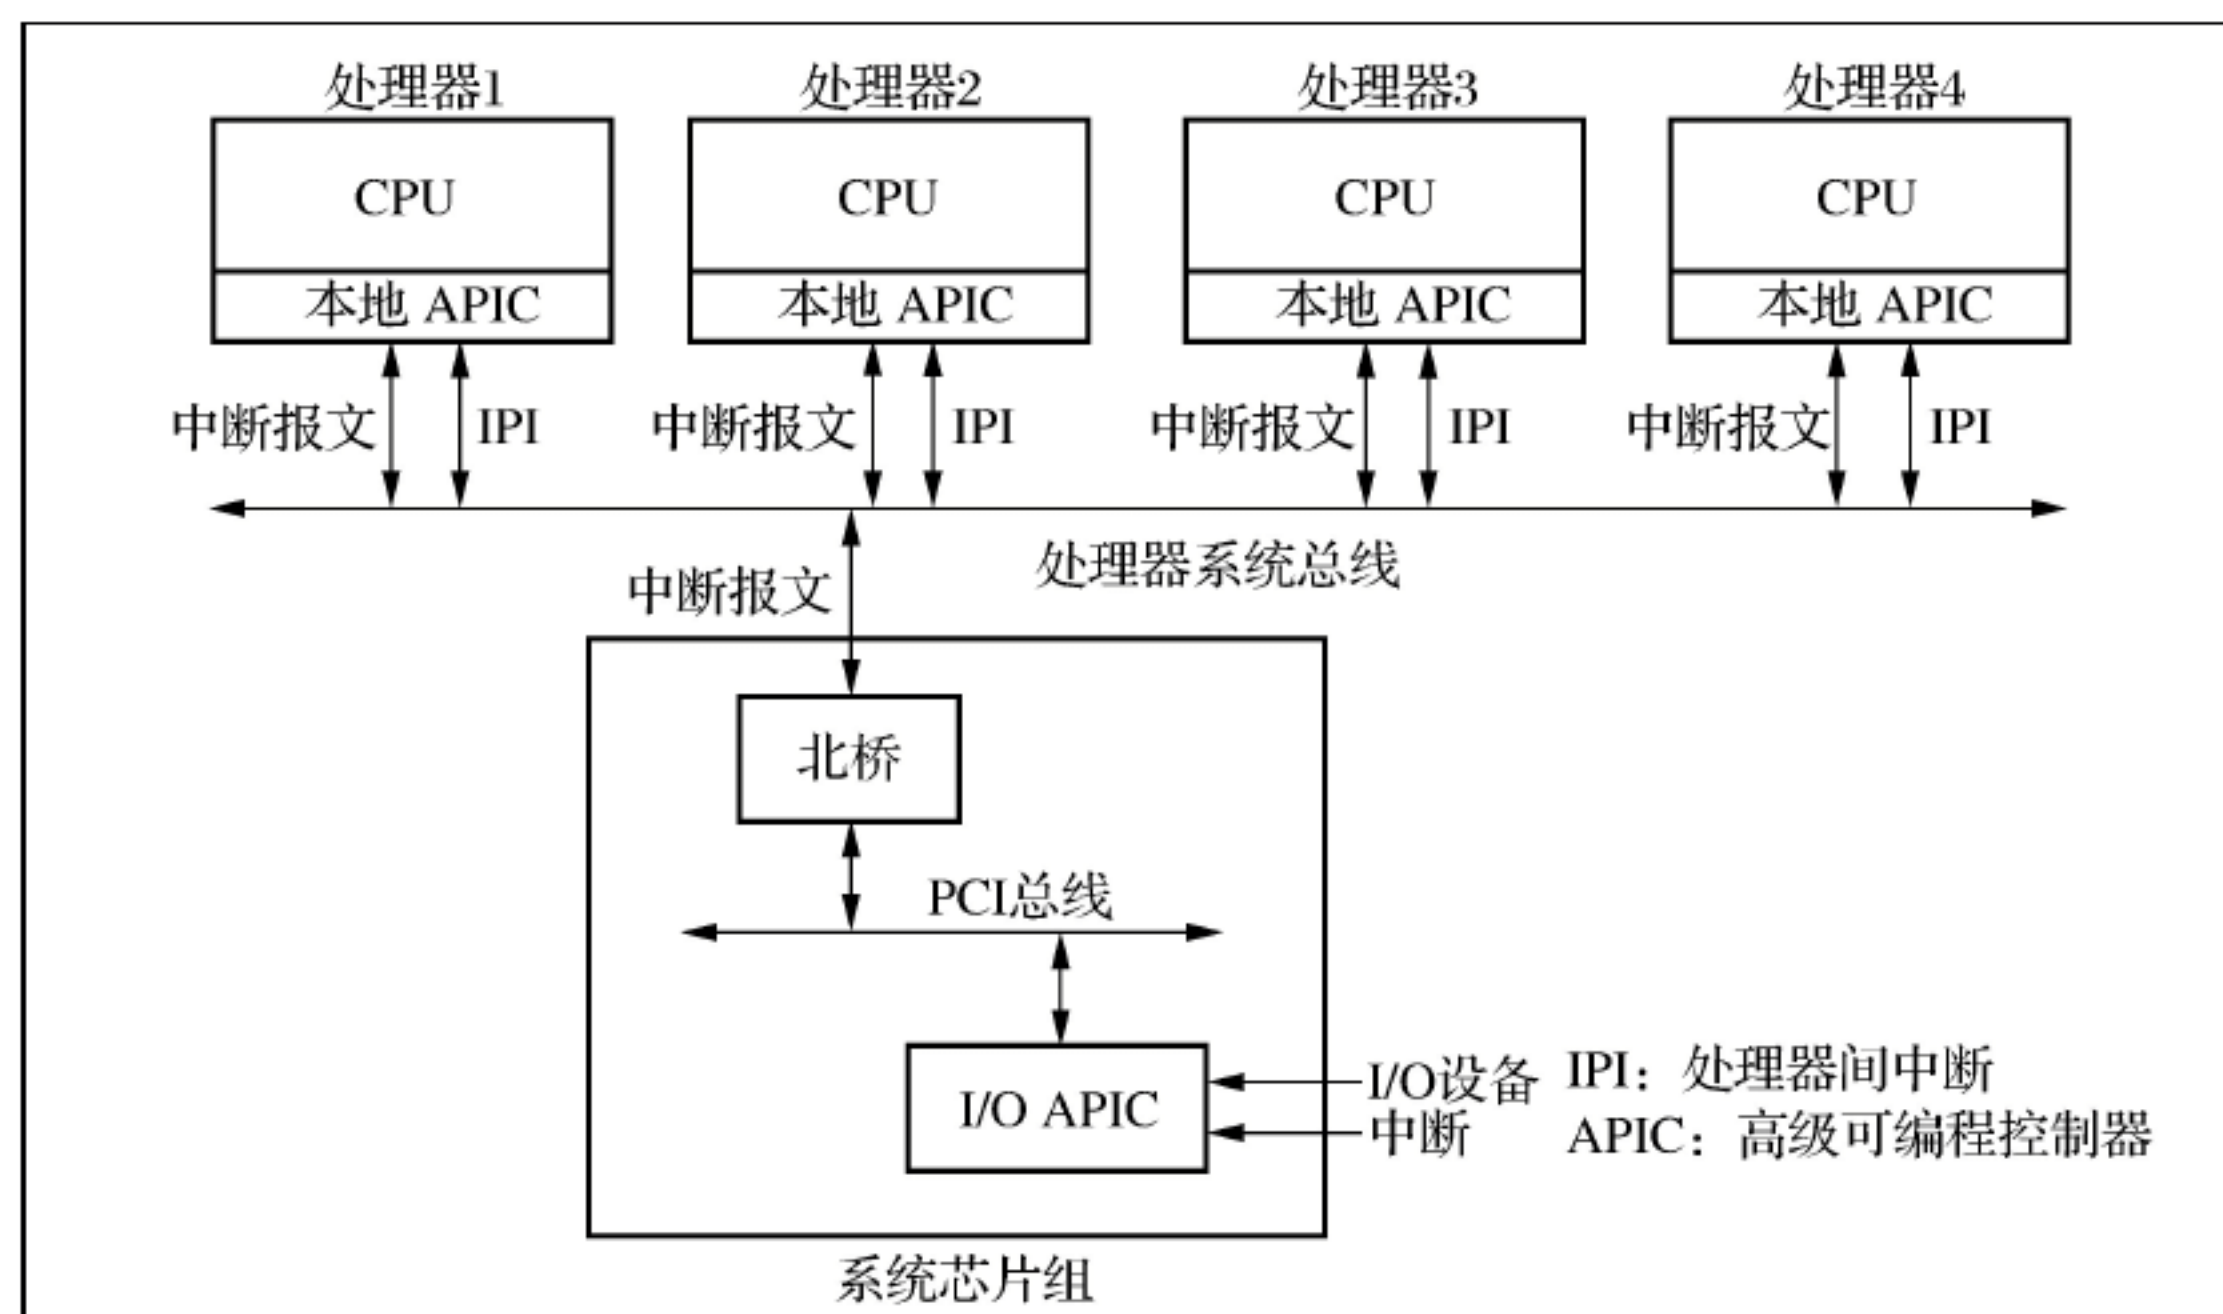 处理器1
处理器2
处理器3
处理器4
CPU
CPU
CPU
CPU
本地 APIC
本地 APIC
本地 APIC
本地 APIC
中断报文
IPI
中断报文
IPI
中断报文
IPI
中断报文
IPI
处理器系统总线
中断报文
北桥
PCI总线
I/O APIC
I/O设备
中断
IPI：处理器间中断
APIC：高级可编程控制器
系统芯片组